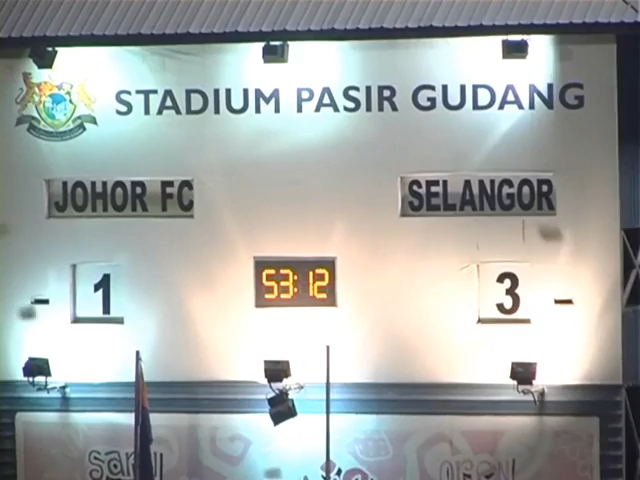 STADIUM PASIR GUDANG
JOHOR FC
SELANGOR
1
53:12
3